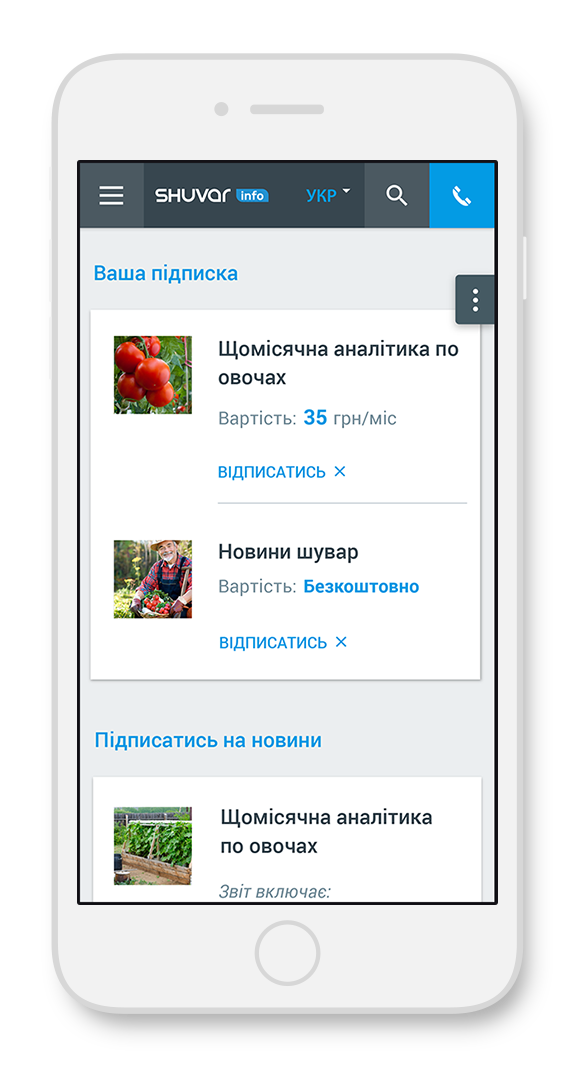 SHUVAR info УКР
Ваша підписка
Щомісячна аналітика по
овочах
Вартість: 35 грн/міс
ВІДПИСАТИСЬ ×
Новини шувар
Вартість: Безкоштовно
ВІДПИСАТИСЬ ×
Підписатись на новини
Щомісячна аналітика
по овочах
Звіт включає: